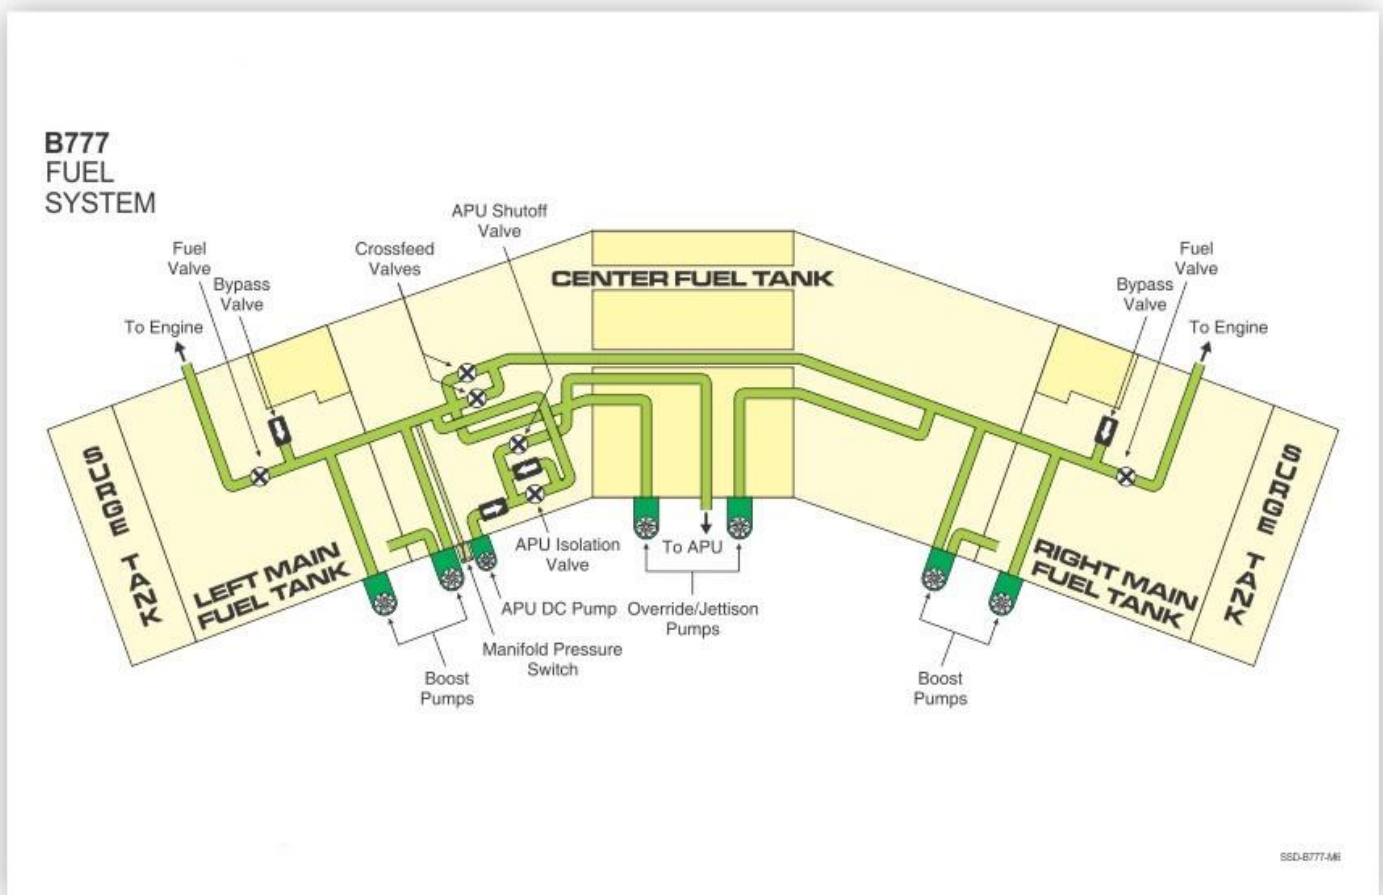 B777
FUEL
SYSTEM
APU Shutoff
Valve
Fuel
Valve
Crossfeed
Valves
Fuel
Valve
Bypass
Valve
Bypass
Valve
CENTER FUEL TANK
To Engine
To Engine
SURGE TANK
SURGE TANK
LEFT MAIN
FUEL TANK
RIGHT MAIN
FUEL TANK
APU Isolation
Valve
To APU
APU DC Pump
Override/Jettison
Pumps
Manifold Pressure
Switch
Boost
Pumps
Boost
Pumps
SSD-B777-M6